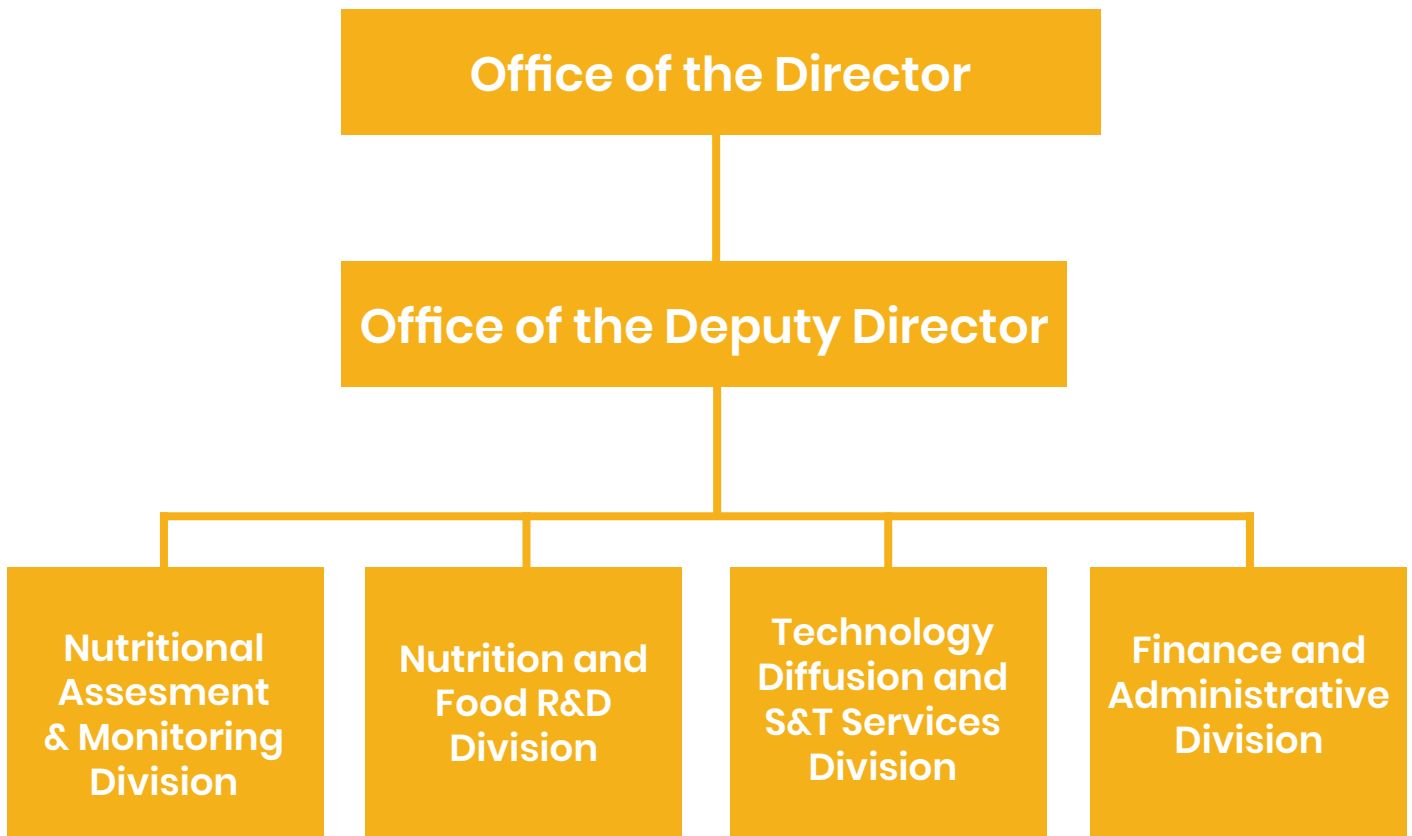 Office of the Director
Office of the Deputy Director
Nutritional
Assesment
& Monitoring
Division
Nutrition and
Food R&D
Division
Technology
Diffusion and
S&T Services
Division
Finance and
Administrative
Division